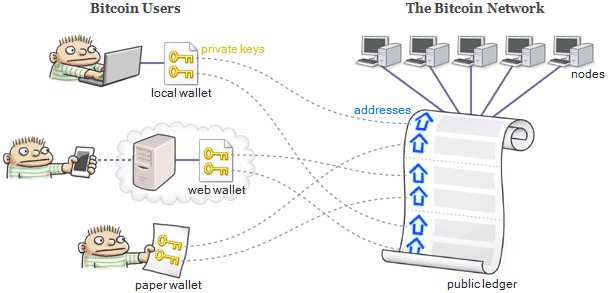 Bitcoin Users
The Bitcoin Network
private keys
local wallet
nodes
addresses
web wallet
paper wallet
public ledger